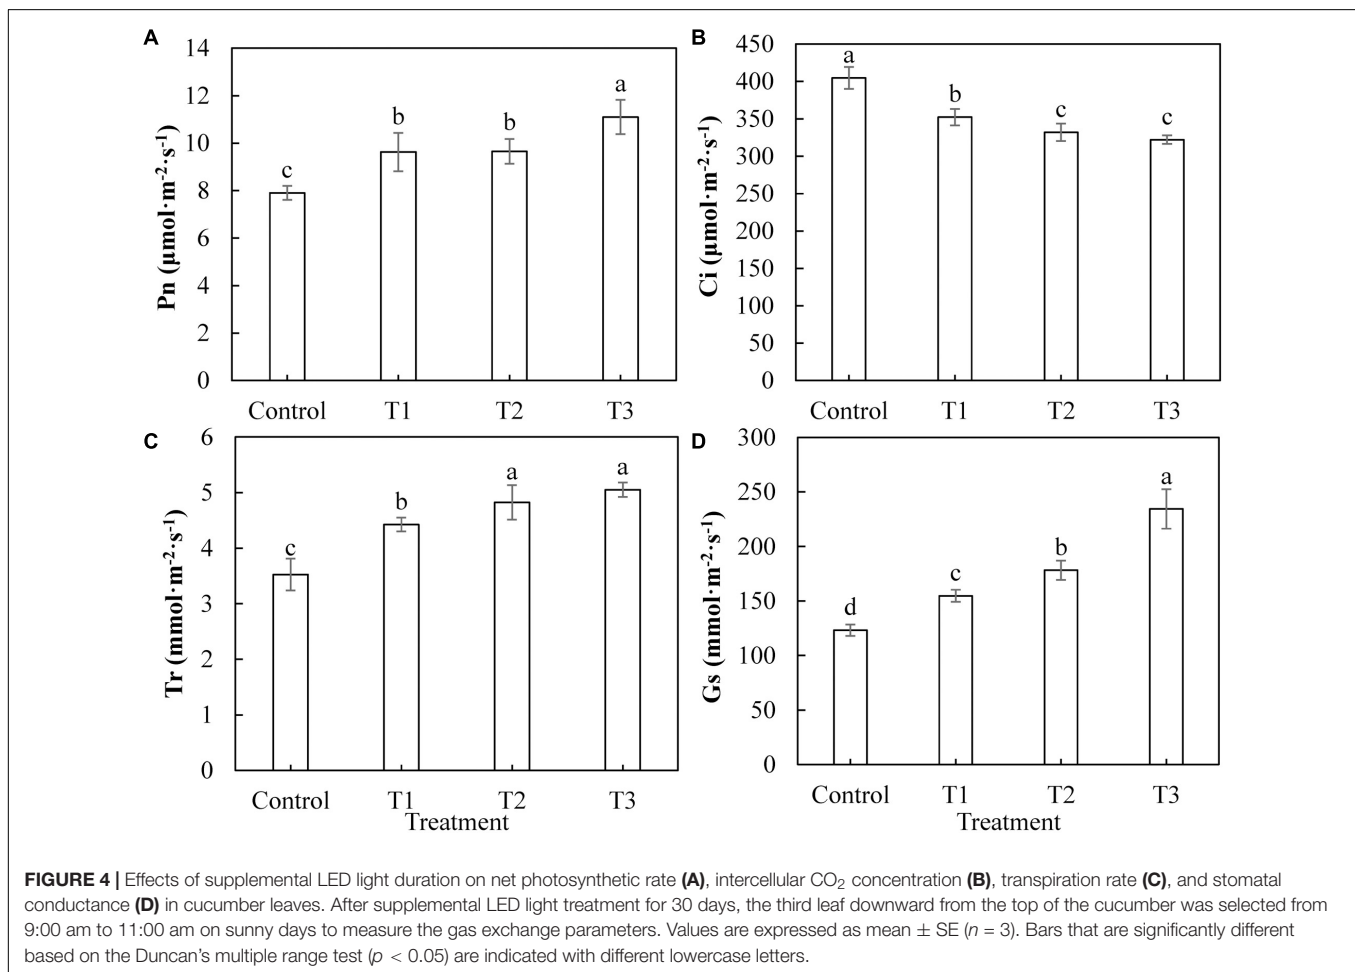 A
14
12
10
8
6
4
2
0
Pn (μmol·m⁻²·s⁻¹)
c
b
b
a
Control T1 T2 T3
B
450
400
350
300
250
200
150
100
50
0
Ci (μmol·m⁻²·s⁻¹)
a
b
c
c
Control T1 T2 T3
C
6
5
4
3
2
1
0
Tr (mmol·m⁻²·s⁻¹)
c
b
a
a
Control T1 T2 T3
Treatment
D
300
250
200
150
100
50
0
Gs (mmol·m⁻²·s⁻¹)
d
c
b
a
Control T1 T2 T3
Treatment
FIGURE 4 | Effects of supplemental LED light duration on net photosynthetic rate (A), intercellular CO₂ concentration (B), transpiration rate (C), and stomatal
conductance (D) in cucumber leaves. After supplemental LED light treatment for 30 days, the third leaf downward from the top of the cucumber was selected from
9:00 am to 11:00 am on sunny days to measure the gas exchange parameters. Values are expressed as mean ± SE (n = 3). Bars that are significantly different
based on the Duncan’s multiple range test (p < 0.05) are indicated with different lowercase letters.